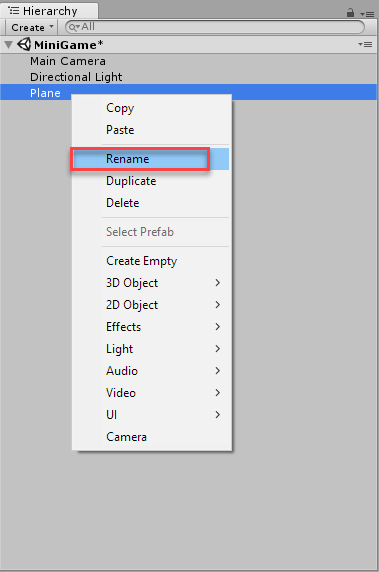 Hierarchy
Create All
MiniGame*
Main Camera
Directional Light
Plane
Copy
Paste
Rename
Duplicate
Delete
Select Prefab
Create Empty
3D Object
2D Object
Effects
Light
Audio
Video
UI
Camera